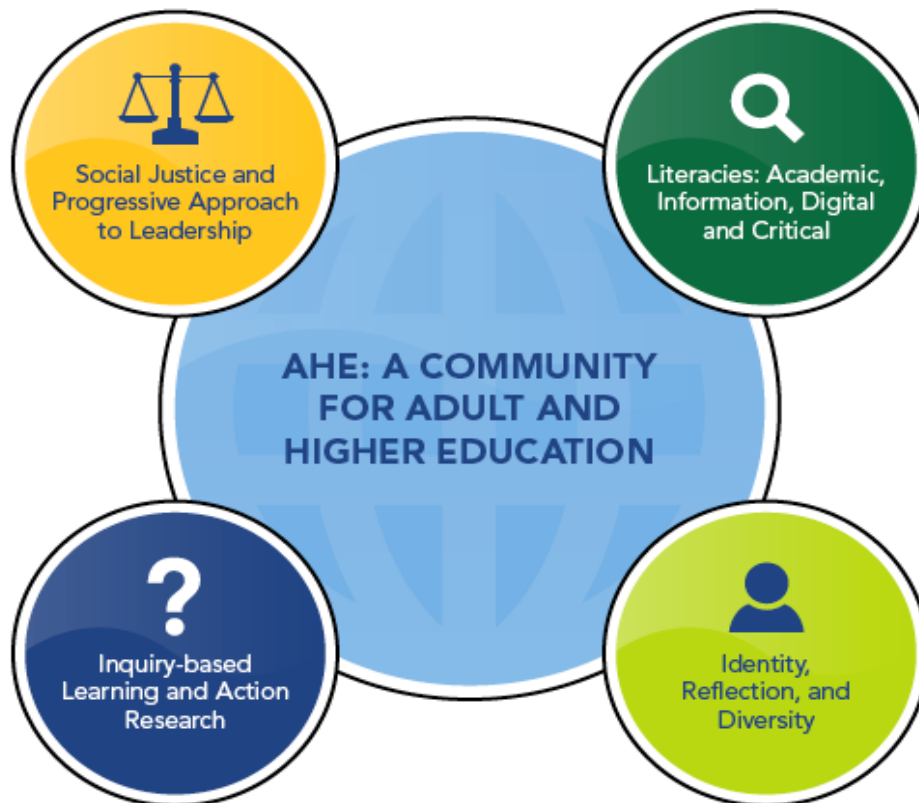 Social Justice and
Progressive Approach
to Leadership
Literacies: Academic,
Information, Digital
and Critical
AHE: A COMMUNITY
FOR ADULT AND
HIGHER EDUCATION
?
Inquiry-based
Learning and Action
Research
Identity,
Reflection, and
Diversity